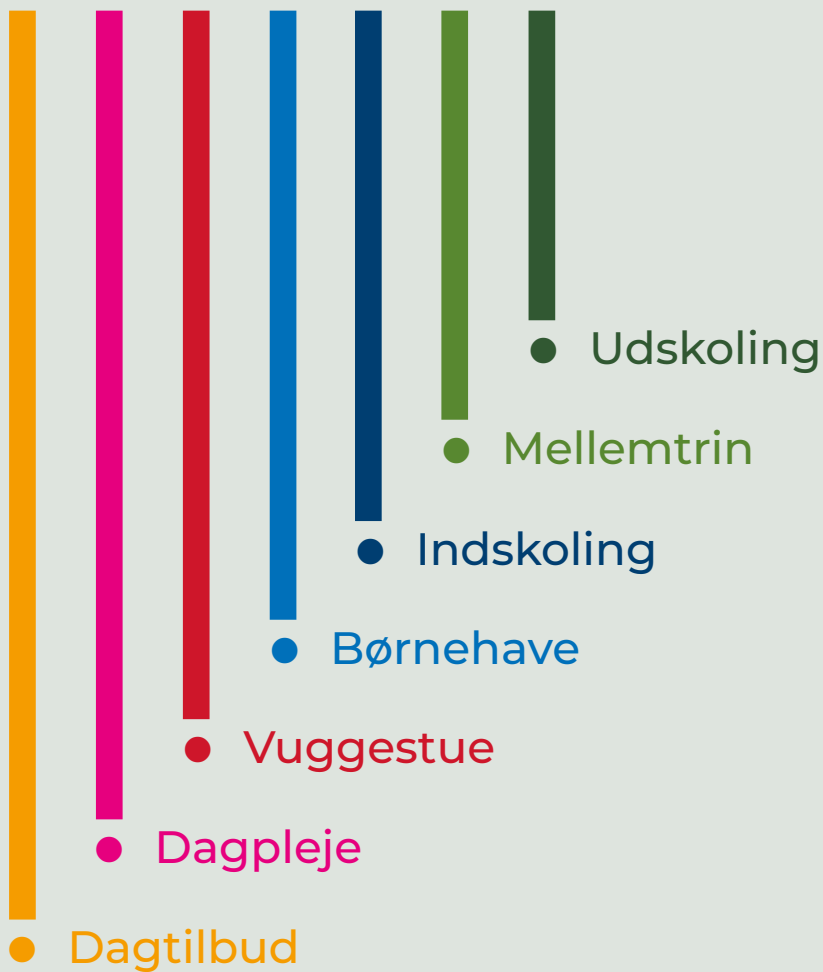 Udskoling
Mellemtrin
Indskoling
Børnehave
Vuggestue
Dagpleje
Dagtilbud